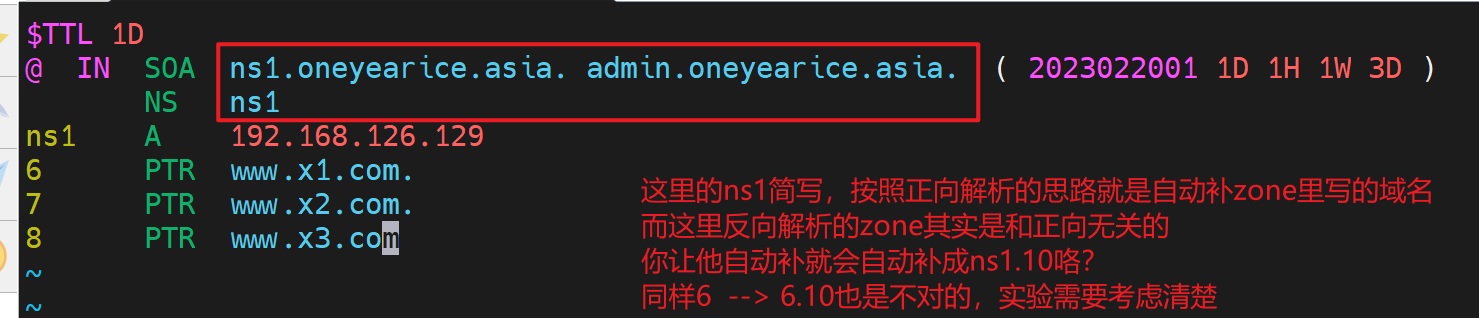 $TTL 1D
@ IN SOA ns1.oneyearice.asia. admin.oneyearice.asia. ( 2023022001 1D 1H 1W 3D )
NS ns1
ns1 A 192.168.126.129
6 PTR www.x1.com.
7 PTR www.x2.com.
8 PTR www.x3.com
~
~
这里的ns1简写，按照正向解析的思路就是自动补zone里写的域名
而这里反向解析的zone其实是和正向无关的
你让他自动补就会自动补成ns1.10咯？
同样6 --> 6.10也是不对的，实验需要考虑清楚